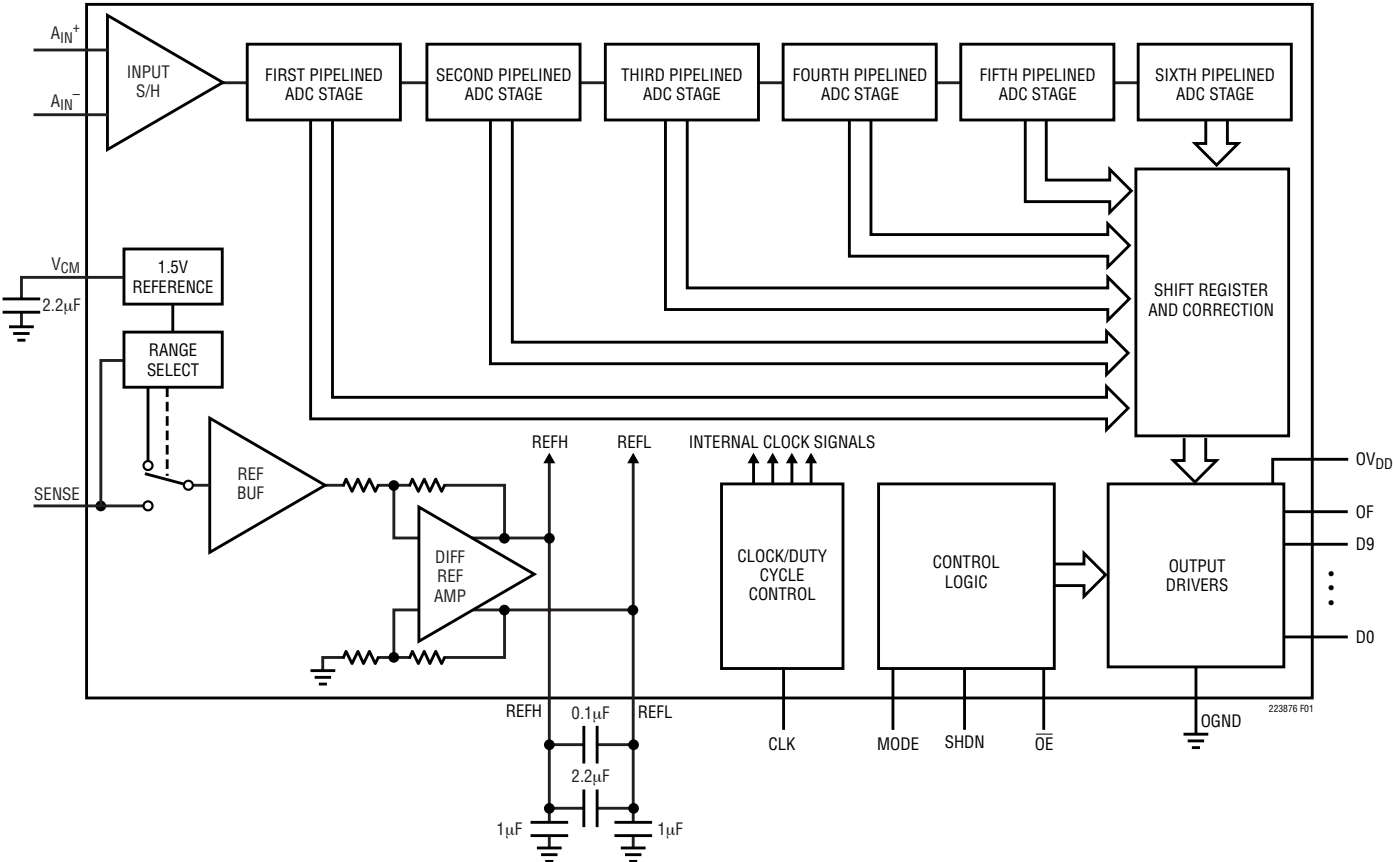 AIN+
AIN−
INPUT
S/H
FIRST PIPELINED
ADC STAGE
SECOND PIPELINED
ADC STAGE
THIRD PIPELINED
ADC STAGE
FOURTH PIPELINED
ADC STAGE
FIFTH PIPELINED
ADC STAGE
SIXTH PIPELINED
ADC STAGE
VCM
2.2µF
1.5V
REFERENCE
RANGE
SELECT
SHIFT REGISTER
AND CORRECTION
SENSE
REF
BUF
DIFF
REF
AMP
REFH
REFL
INTERNAL CLOCK SIGNALS
CLOCK/DUTY
CYCLE
CONTROL
CONTROL
LOGIC
OUTPUT
DRIVERS
OVDD
OF
D9
D0
223876 F01
REFH
0.1µF
REFL
2.2µF
1µF
1µF
CLK
MODE
SHDN
O̅E̅
OGND